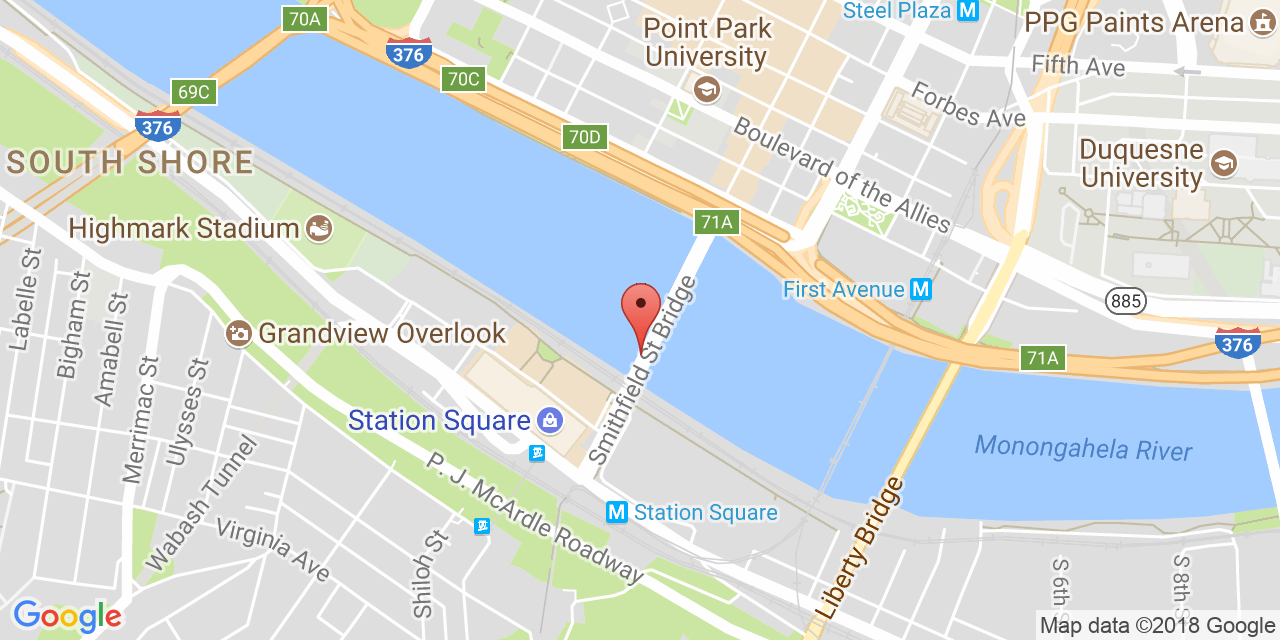 70A
Steel Plaza M
PPG Paints Arena
Point Park
University
376
70C
Fifth Ave
69C
Forbes Ave
376
70D
Boulevard of the Allies
SOUTH SHORE
Duquesne
University
Highmark Stadium
71A
Labelle St
Bigham St
Amabell St
First Avenue M
885
Grandview Overlook
Smithfield St Bridge
376
71A
Merrimac St
Ulysses St
Station Square
Monongahela River
Wabash Tunnel
P. J. McArdle Roadway
M Station Square
Liberty Bridge
Virginia Ave
Shiloh St
S 6th St
S 8th St
Google
Map data ©2018 Google